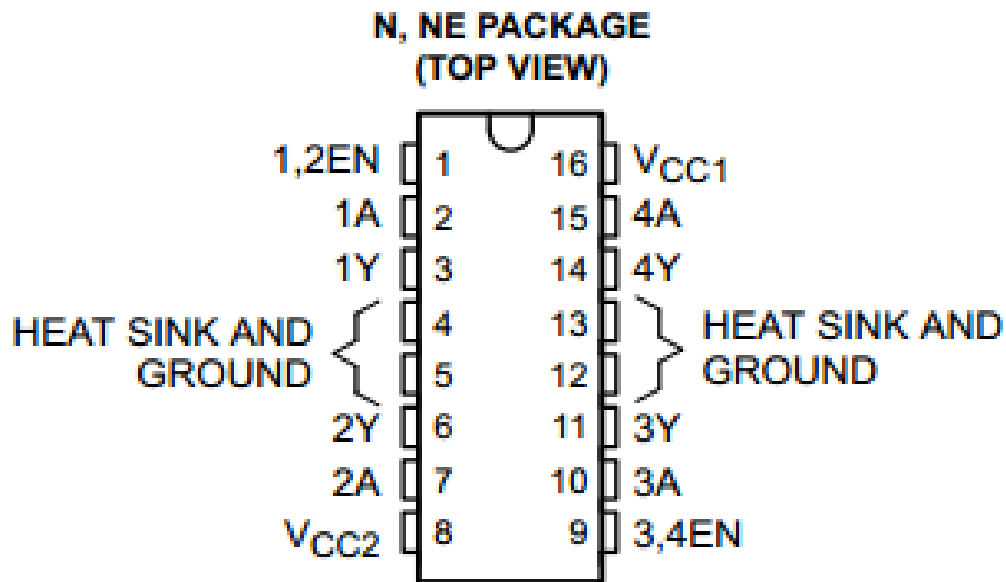 N, NE PACKAGE
(TOP VIEW)
1,2EN 1 16 VCC1
1A 2 15 4A
1Y 3 14 4Y
HEAT SINK AND 4 13 HEAT SINK AND
GROUND 5 12 GROUND
2Y 6 11 3Y
2A 7 10 3A
VCC2 8 9 3,4EN